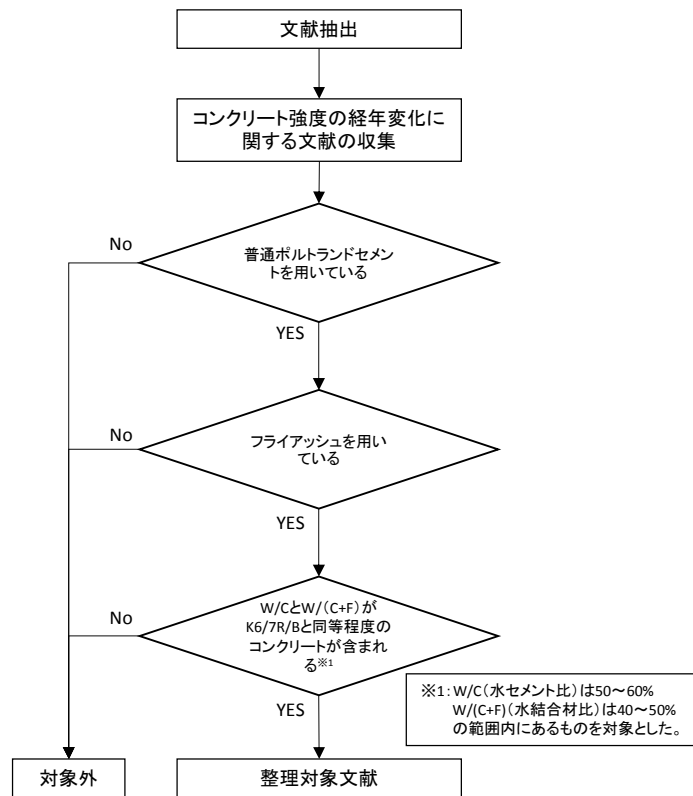 文献抽出
コンクリート強度の経年変化に
関する文献の収集
No
普通ポルトランドセメン
トを用いている
YES
No
フライアッシュを用い
ている
YES
No
W/CとW/(C+F)が
K6/7R/Bと同等程度の
コンクリートが含まれ
る※1
YES
※1:W/C(水セメント比)は50～60%
W/(C+F)(水結合材比)は40～50%
の範囲内にあるものを対象とした。
対象外
整理対象文献